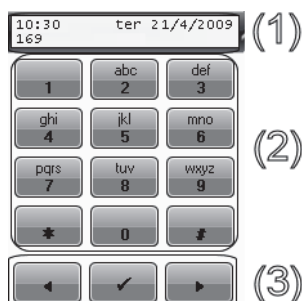 10:30 ter 21/4/2009 (1)
169
1 abc 2 def 3
ghi 4 jkl 5 mno 6 (2)
pqrs 7 tuv 8 wxyz 9
* 0 #
◄ ✓ ► (3)